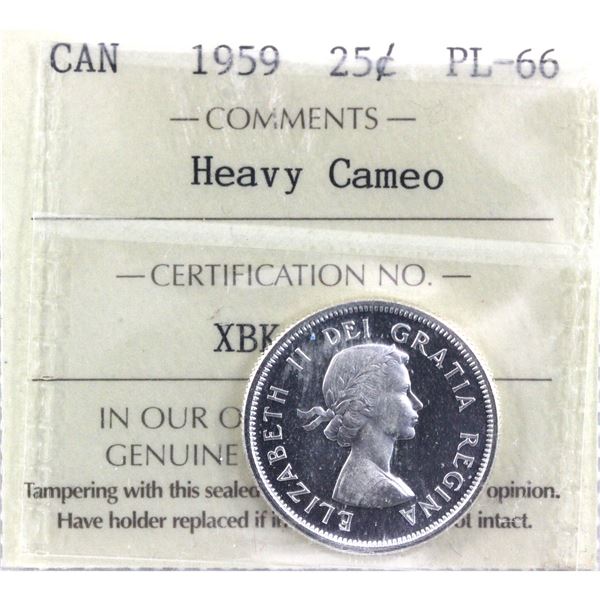 CAN 1959 25¢ PL-66
— COMMENTS —
Heavy Cameo
— CERTIFICATION NO. —
XBK
IN OUR
GENUINE
Tampering with this sealed opinion.
Have holder replaced if intact.
ELIZABETH II DEI GRATIA REGINA